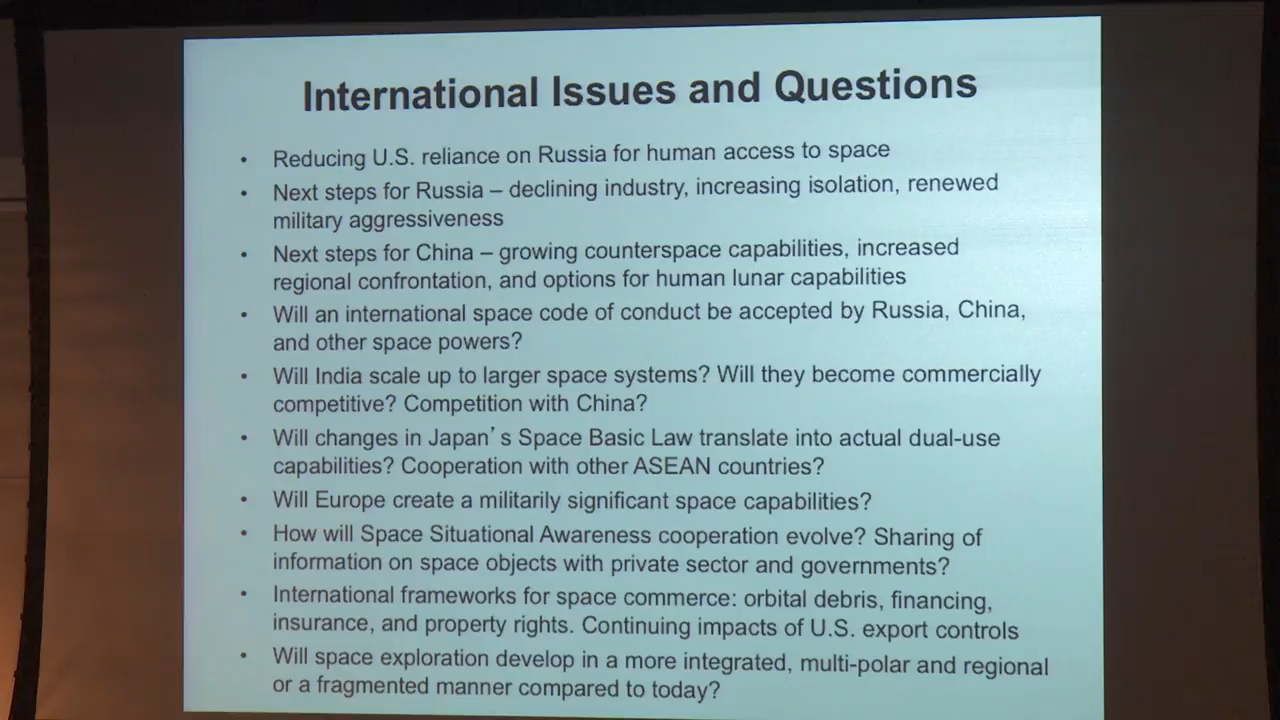 International Issues and Questions
• Reducing U.S. reliance on Russia for human access to space
• Next steps for Russia – declining industry, increasing isolation, renewed
military aggressiveness
• Next steps for China – growing counterspace capabilities, increased
regional confrontation, and options for human lunar capabilities
• Will an international space code of conduct be accepted by Russia, China,
and other space powers?
• Will India scale up to larger space systems? Will they become commercially
competitive? Competition with China?
• Will changes in Japan's Space Basic Law translate into actual dual-use
capabilities? Cooperation with other ASEAN countries?
• Will Europe create a militarily significant space capabilities?
• How will Space Situational Awareness cooperation evolve? Sharing of
information on space objects with private sector and governments?
• International frameworks for space commerce: orbital debris, financing,
insurance, and property rights. Continuing impacts of U.S. export controls
• Will space exploration develop in a more integrated, multi-polar and regional
or a fragmented manner compared to today?